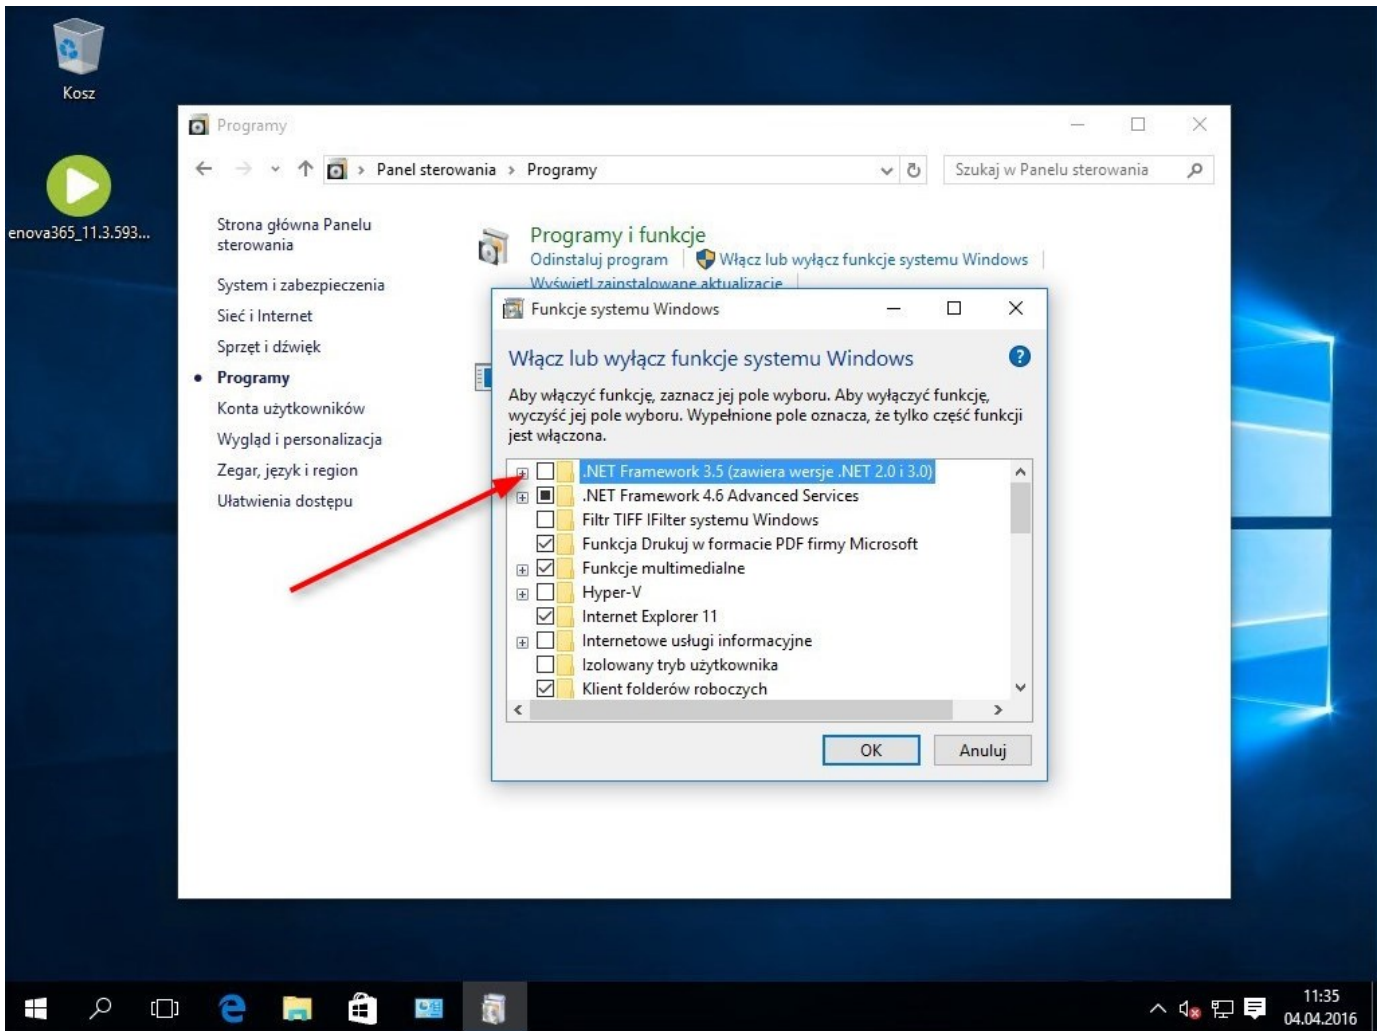 Kosz
enova365_11.3.593...
Programy
Panel sterowania > Programy
Szukaj w Panelu sterowania
Strona główna Panelu
sterowania
System i zabezpieczenia
Sieć i Internet
Sprzęt i dźwięk
Programy
Konta użytkowników
Wygląd i personalizacja
Zegar, język i region
Ułatwienia dostępu
Programy i funkcje
Odinstaluj program
Włącz lub wyłącz funkcje systemu Windows
Wyświetl zainstalowane aktualizacje
Funkcje systemu Windows
Włącz lub wyłącz funkcje systemu Windows
Aby włączyć funkcję, zaznacz jej pole wyboru. Aby wyłączyć funkcję,
wyczyść jej pole wyboru. Wypełnione pole oznacza, że tylko część funkcji
jest włączona.
.NET Framework 3.5 (zawiera wersje .NET 2.0 i 3.0)
.NET Framework 4.6 Advanced Services
Filtr TIFF IFilter systemu Windows
Funkcja Drukuj w formacie PDF firmy Microsoft
Funkcje multimedialne
Hyper-V
Internet Explorer 11
Internetowe usługi informacyjne
Izolowany tryb użytkownika
Klient folderów roboczych
OK
Anuluj
11:35
04.04.2016